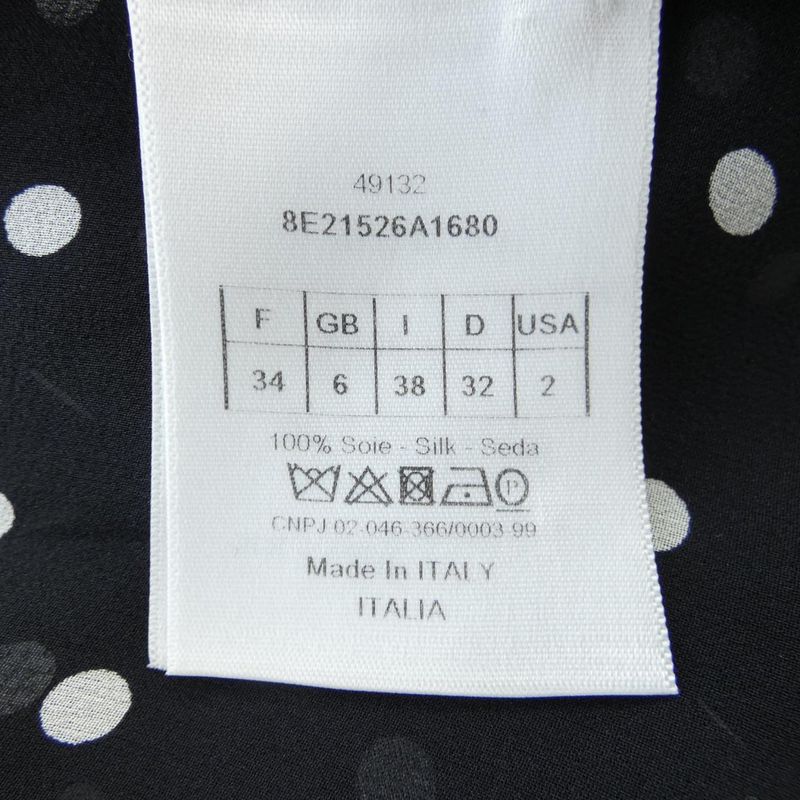 49132
8E21526A1680
F GB I D USA
34 6 38 32 2
100% Soie - Silk - Seda
P
CNPJ 02-046-366/0003 99
Made In ITALY
ITALIA